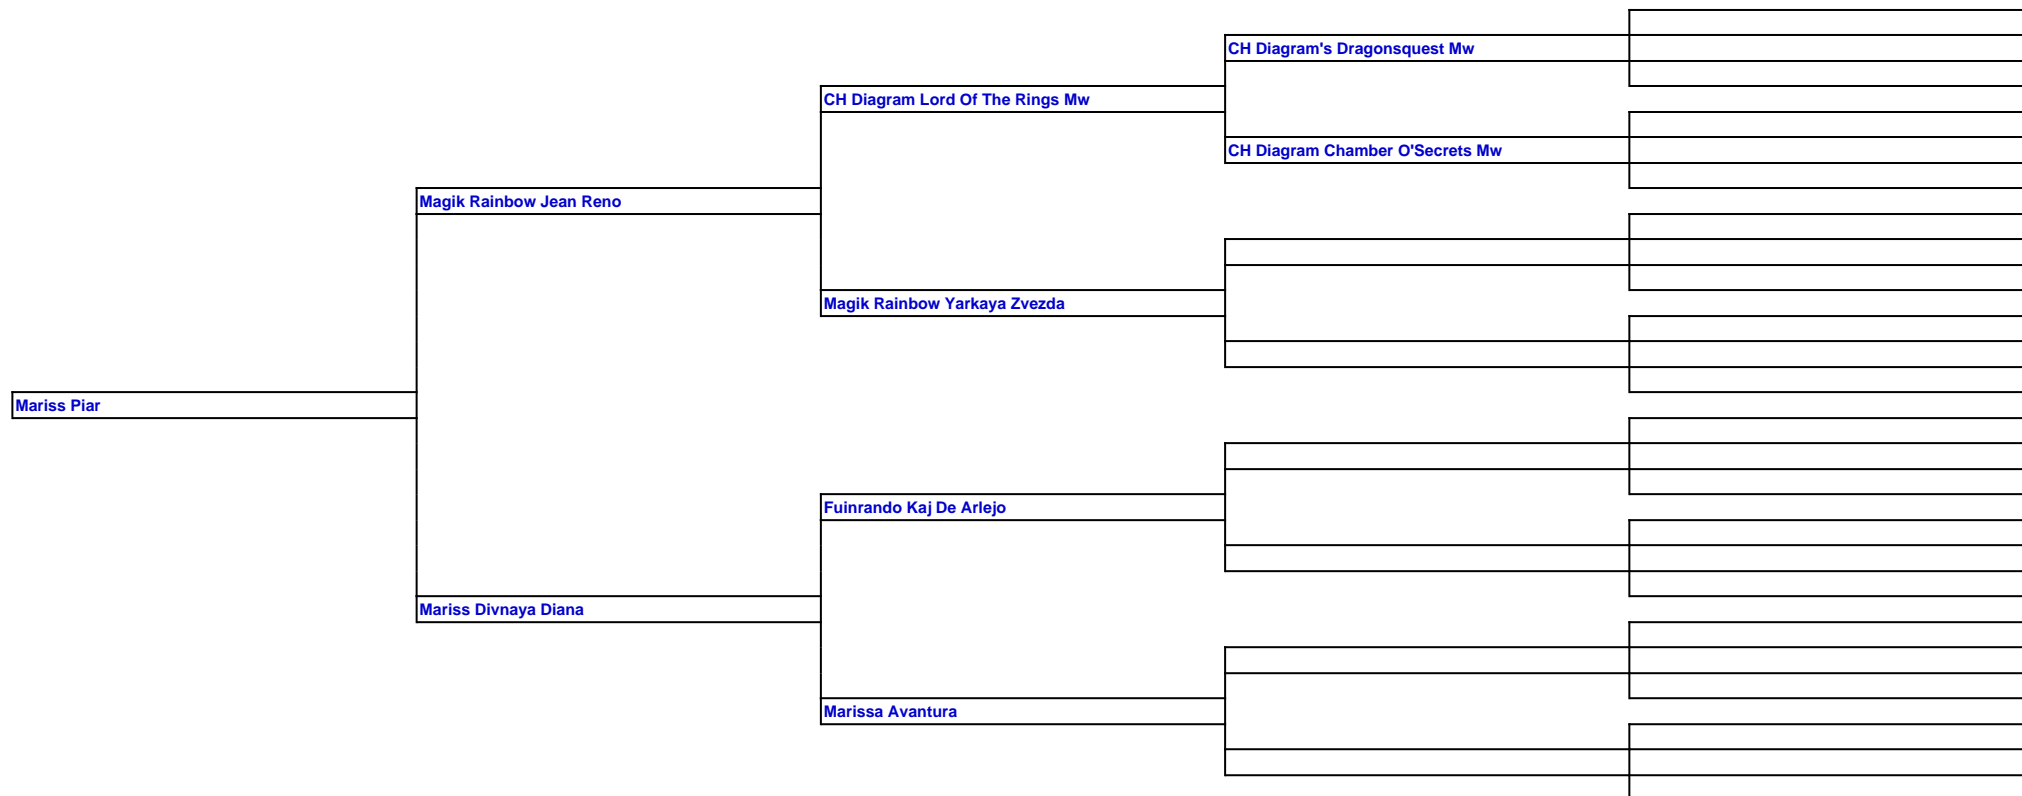 CH Diagram's Dragonsquest Mw
CH Diagram Lord Of The Rings Mw
CH Diagram Chamber O'Secrets Mw
Magik Rainbow Jean Reno
Magik Rainbow Yarkaya Zvezda
Mariss Piar
Fuinrando Kaj De Arlejo
Mariss Divnaya Diana
Marissa Avantura